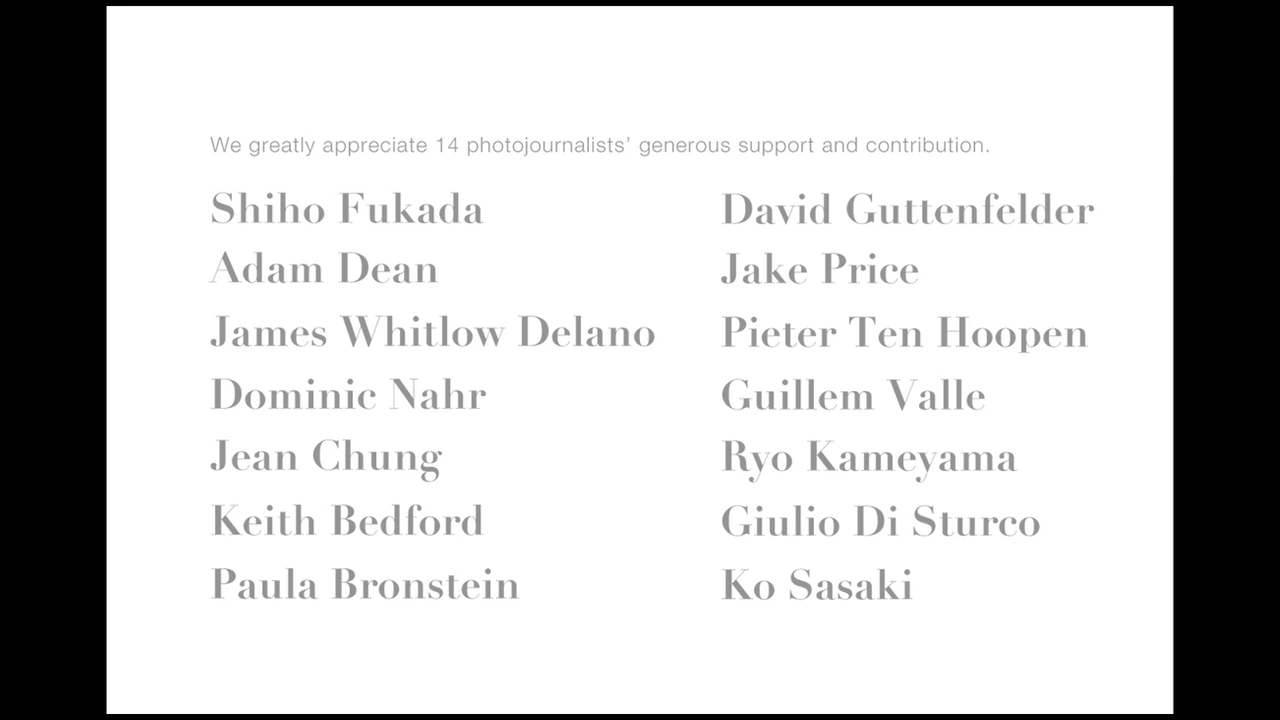 We greatly appreciate 14 photojournalists’ generous support and contribution.
Shiho Fukada
Adam Dean
James Whitlow Delano
Dominic Nahr
Jean Chung
Keith Bedford
Paula Bronstein
David Guttenfelder
Jake Price
Pieter Ten Hoopen
Guillem Valle
Ryo Kameyama
Giulio Di Sturco
Ko Sasaki